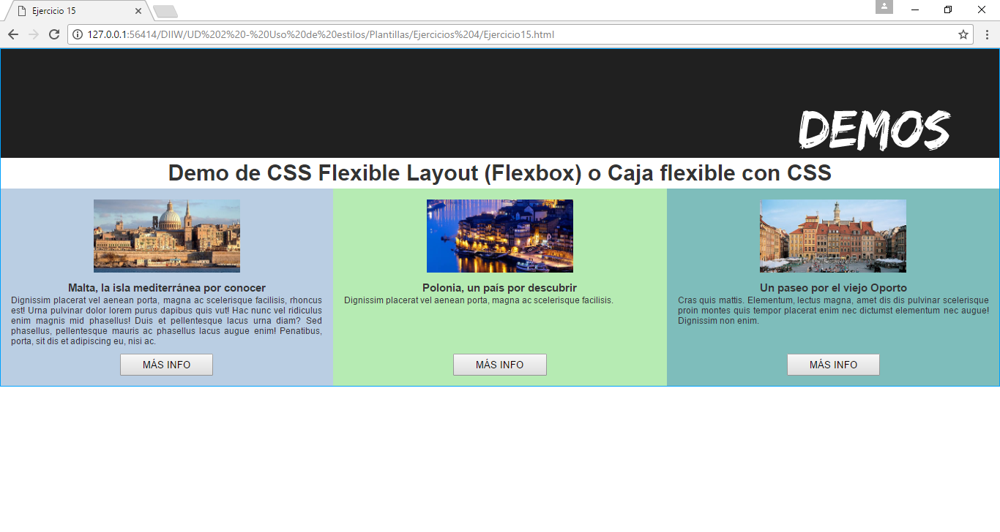 Ejercicio 15
127.0.0.1:56414/DIIW/UD%202%20-%20Uso%20de%20estilos/Plantillas/Ejercicios%204/Ejercicio15.html
DEMOS
Demo de CSS Flexible Layout (Flexbox) o Caja flexible con CSS
Malta, la isla mediterránea por conocer
Dignissim placerat vel aenean porta, magna ac scelerisque facilisis, rhoncus
est! Urna pulvinar dolor lorem purus dapibus quis vut! Hac nunc vel ridiculus
enim magnis mid phasellus! Duis et pellentesque lacus urna diam? Sed
phasellus, pellentesque mauris ac phasellus lacus augue enim! Penatibus,
porta, sit dis et adipiscing eu, nisi ac.
MÁS INFO
Polonia, un país por descubrir
Dignissim placerat vel aenean porta, magna ac scelerisque facilisis.
MÁS INFO
Un paseo por el viejo Oporto
Cras quis mattis. Elementum, lectus magna, amet dis dis pulvinar scelerisque
proin montes quis tempor placerat enim nec dictumst elementum nec augue!
Dignissim non enim.
MÁS INFO